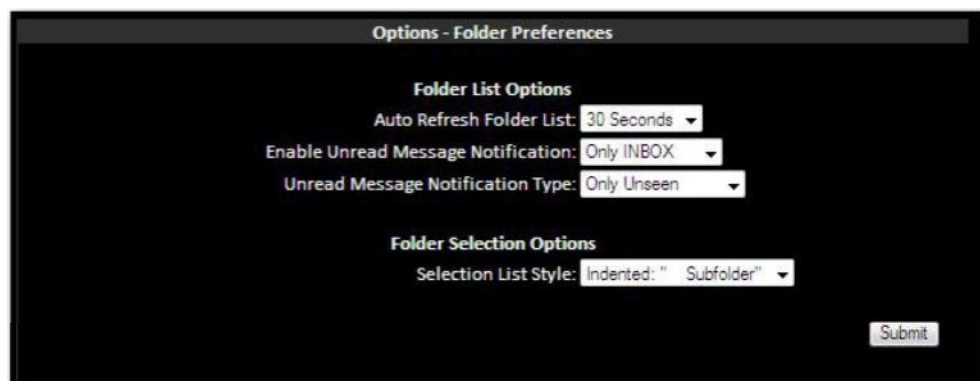 Options - Folder Preferences
Folder List Options
Auto Refresh Folder List: 30 Seconds
Enable Unread Message Notification: Only INBOX
Unread Message Notification Type: Only Unseen
Folder Selection Options
Selection List Style: Indented: "    Subfolder"
Submit